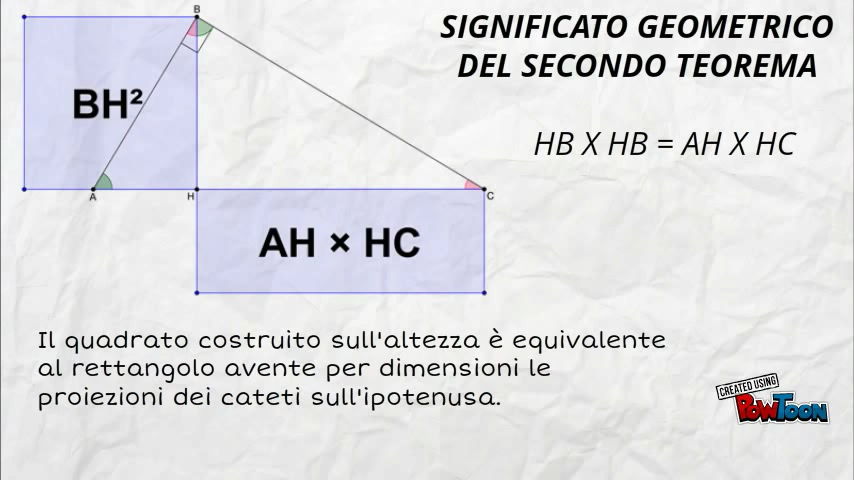 SIGNIFICATO GEOMETRICO
DEL SECONDO TEOREMA
HB X HB = AH X HC
B
BH²
A
H
C
AH × HC
Il quadrato costruito sull'altezza è equivalente
al rettangolo avente per dimensioni le
proiezioni dei cateti sull'ipotenusa.
CREATED USING
POWTOON